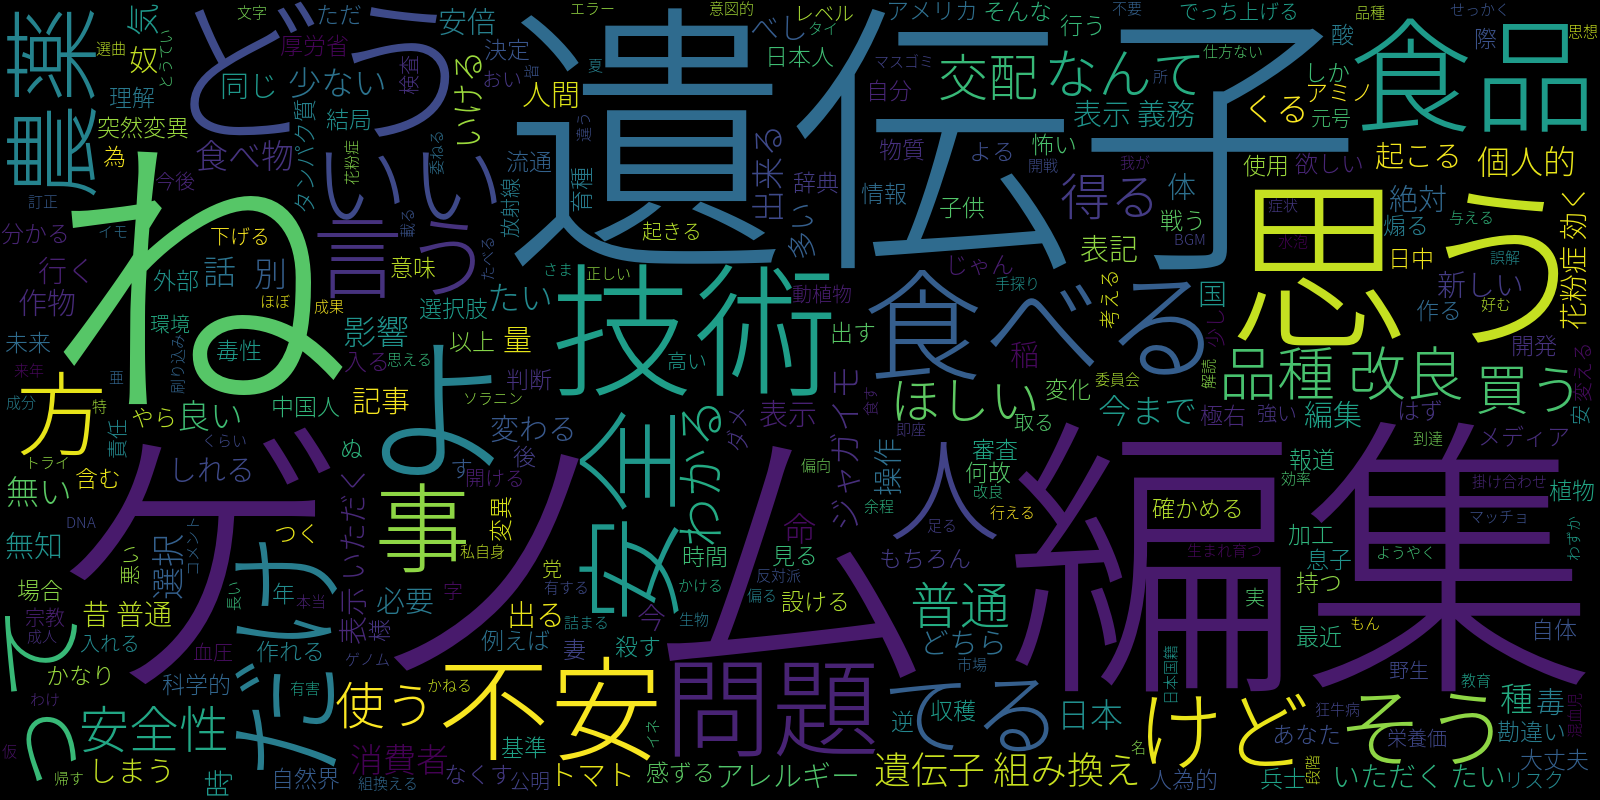 遺伝子
ゲノム
編集
ね
思う
どう
食品
技術
食べる
言う
いい
農薬
安全
不安
問題
だけ
けど
そう
よ
って
事
人
方
てる
品種 改良
買う
交配
なんて
得る
ほしい
普通
わかる
使う
安全性
遺伝子 組み換え
消費者
食べ物
同じ
少ない
厚労省
安倍
決定
おい
皆
夏
人間
いける
検査
気
文字
ただ
選曲
奴
とってい
理解
突然変異
為
結局
タンパク質
花粉症
委ねる
今後
訂正
イモ
載る
分かる
下げる
行く
外部
話
別
意味
作物
選択肢
ほぼ
成果
環境
影響
未来
毒性
刷り込み
入る
思える
以上
量
来年
亜
成分
特
中国人
記事
判断
ソラニン
高い
やら
良い
責任
くらい
トライ
しれる
ぬ
変わる
後
す
開ける
無い
含む
DNA
コメント
つく
変異
無知
悪い
選択
私自身
党
時間
見る
命
有する
かける
反対派
場合
昔 普通
長い
年
本当
表示 いただく
様
必要
字
出る
詰まる
今
生物
偏る
設ける
宗教
成人
入れる
血圧
作れる
ゲノム
例えば
妻
殺す
かなり
わけ
科学的
有害
かねる
仮
帰す
しまう
時
自然界
組換える
なくす
公明
基準
トマト
イネ
感ずる
アレルギー
エラー
意図的
レベル
べし
タイ
日本人
アメリカ
そんな
マスゴミ
自分
行う
不要
でっち上げる
仕方ない
所
表示 義務
品種
せっかく
思想
酸
際
しか
アミノ
くる
元号
流通
育種
違う
出来る
物質
よる
怖い
開戦
我が
使用
欲しい
起こる
個人的
辞典
情報
体
絶対
症状
与える
放射線
起きる
多い
子供
戦う
BGM
煽る
水泡
表記
日中
誤解
効く
花粉症
さま
正しい
たべる
たい
じゃん
手探り
国
新しい
好む
動植物
考える
少し
作る
出す
稲
解読
開発
変える
変化
委員会
今まで
極右
強い
編集
はず
安
ダメ
表示
ジャガイモ
食す
取る
即座
操作
審査
何故
改良
到達
メディア
報道
効率
掛け合わせ
植物
偏向
余程
行える
足る
確かめる
マッチョ
加工
生まれ育つ
息子
ようやく
わずか
もちろん
持つ
実
どちら
市場
最近
もん
自体
日本国籍
野生
教育
逆
収穫
日本
種
毒
狂牛病
あなた
栄養価
勘違い
名
人為的
兵士
段階
いただく たい
リスク
大丈夫